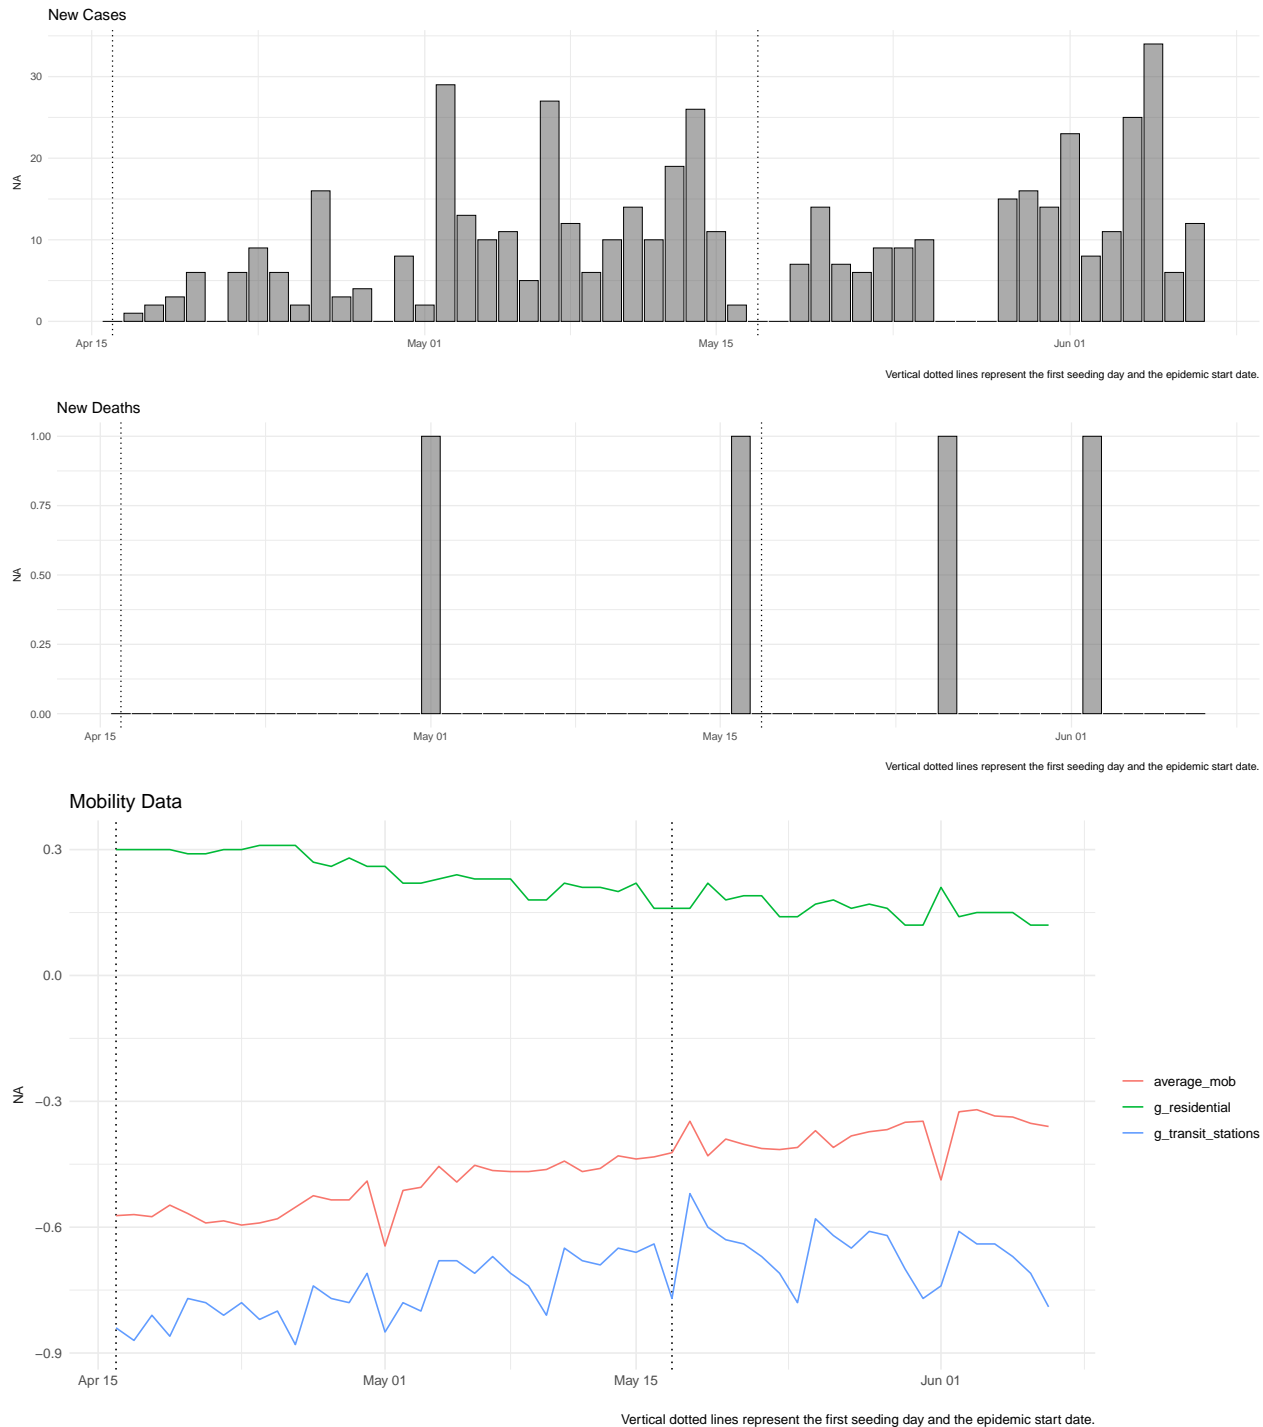 New Cases
30
20
10
0
NA
Apr 15
May 01
May 15
Jun 01
Vertical dotted lines represent the first seeding day and the epidemic start date.
New Deaths
1.00
0.75
0.50
0.25
0.00
NA
Apr 15
May 01
May 15
Jun 01
Vertical dotted lines represent the first seeding day and the epidemic start date.
Mobility Data
0.3
0.0
−0.3
−0.6
−0.9
NA
average_mob
g_residential
g_transit_stations
Apr 15
May 01
May 15
Jun 01
Vertical dotted lines represent the first seeding day and the epidemic start date.